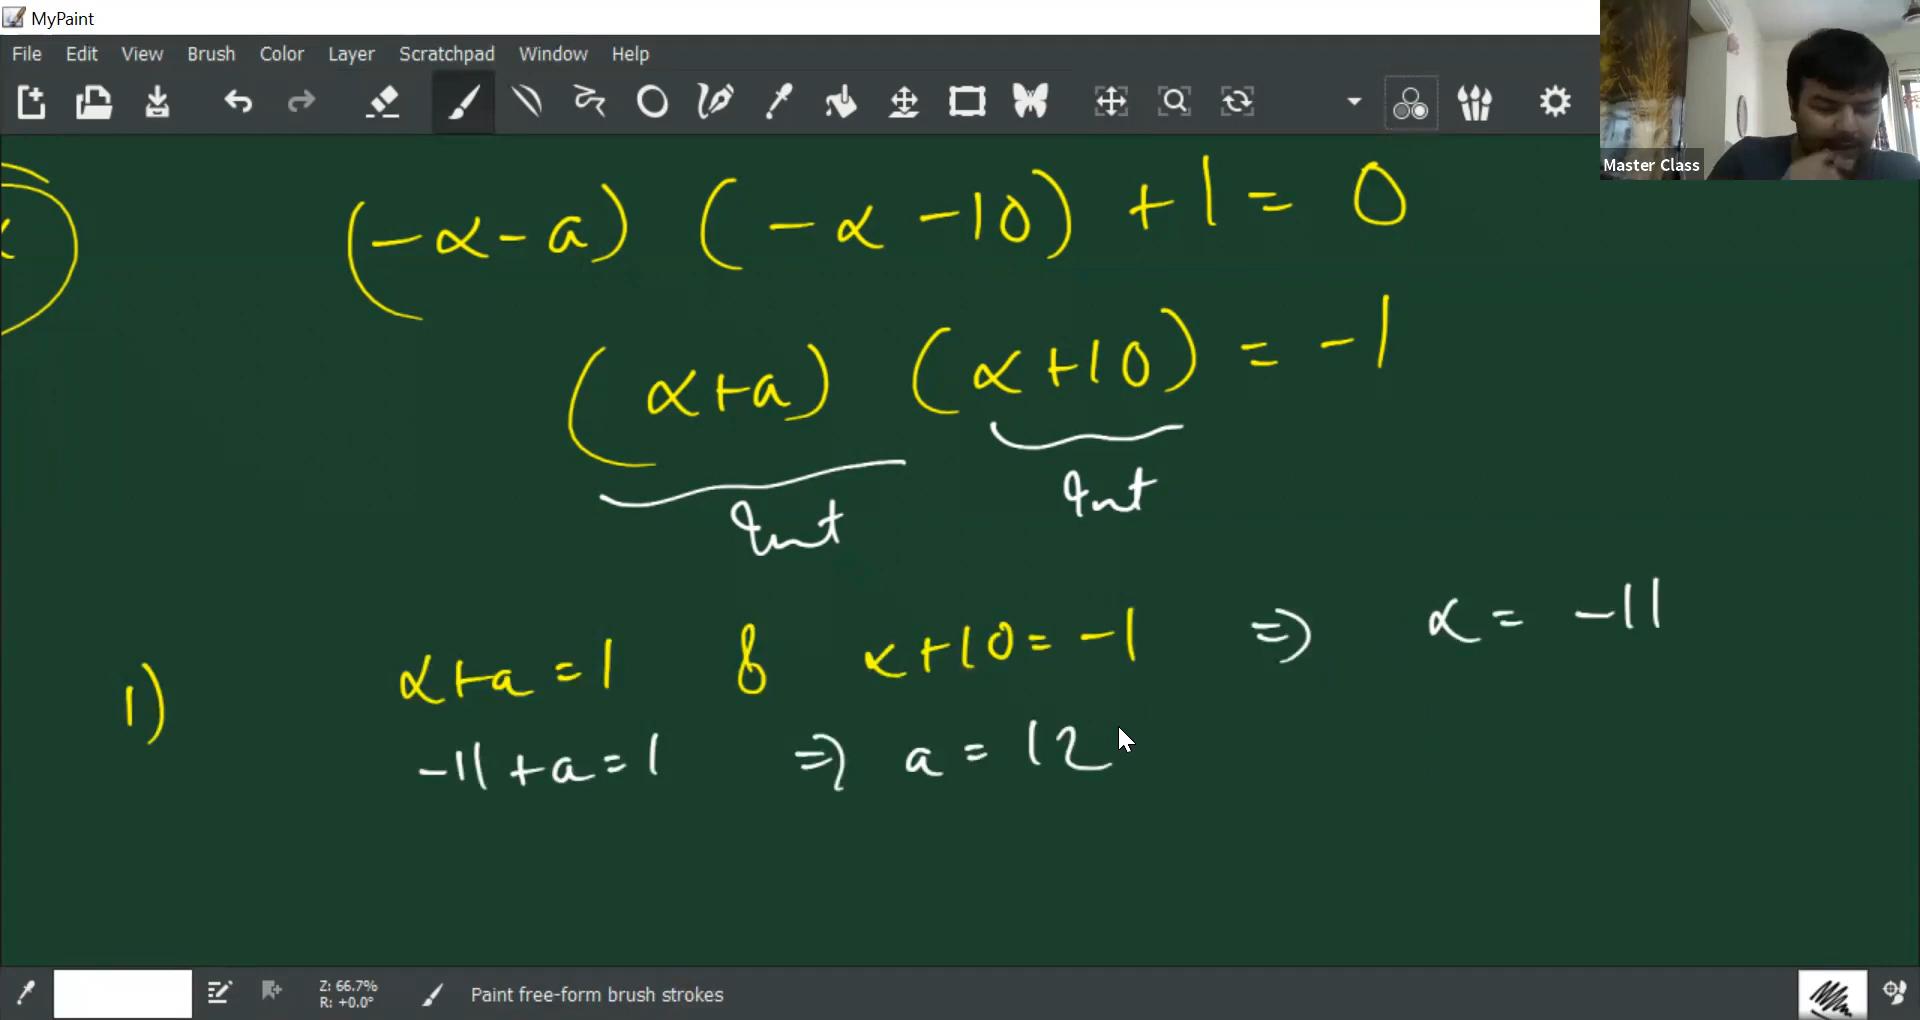 MyPaint
File Edit View Brush Color Layer Scratchpad Window Help
Master Class
(-α-a) (-α-10) +1 = 0
(α+a) (α+10) = -1
Int Int
1) α+a=1 & α+10=-1 ⇒ α = -11
-11+a=1 ⇒ a = 12
Z: 66.7%
R: +0.0°
Paint free-form brush strokes